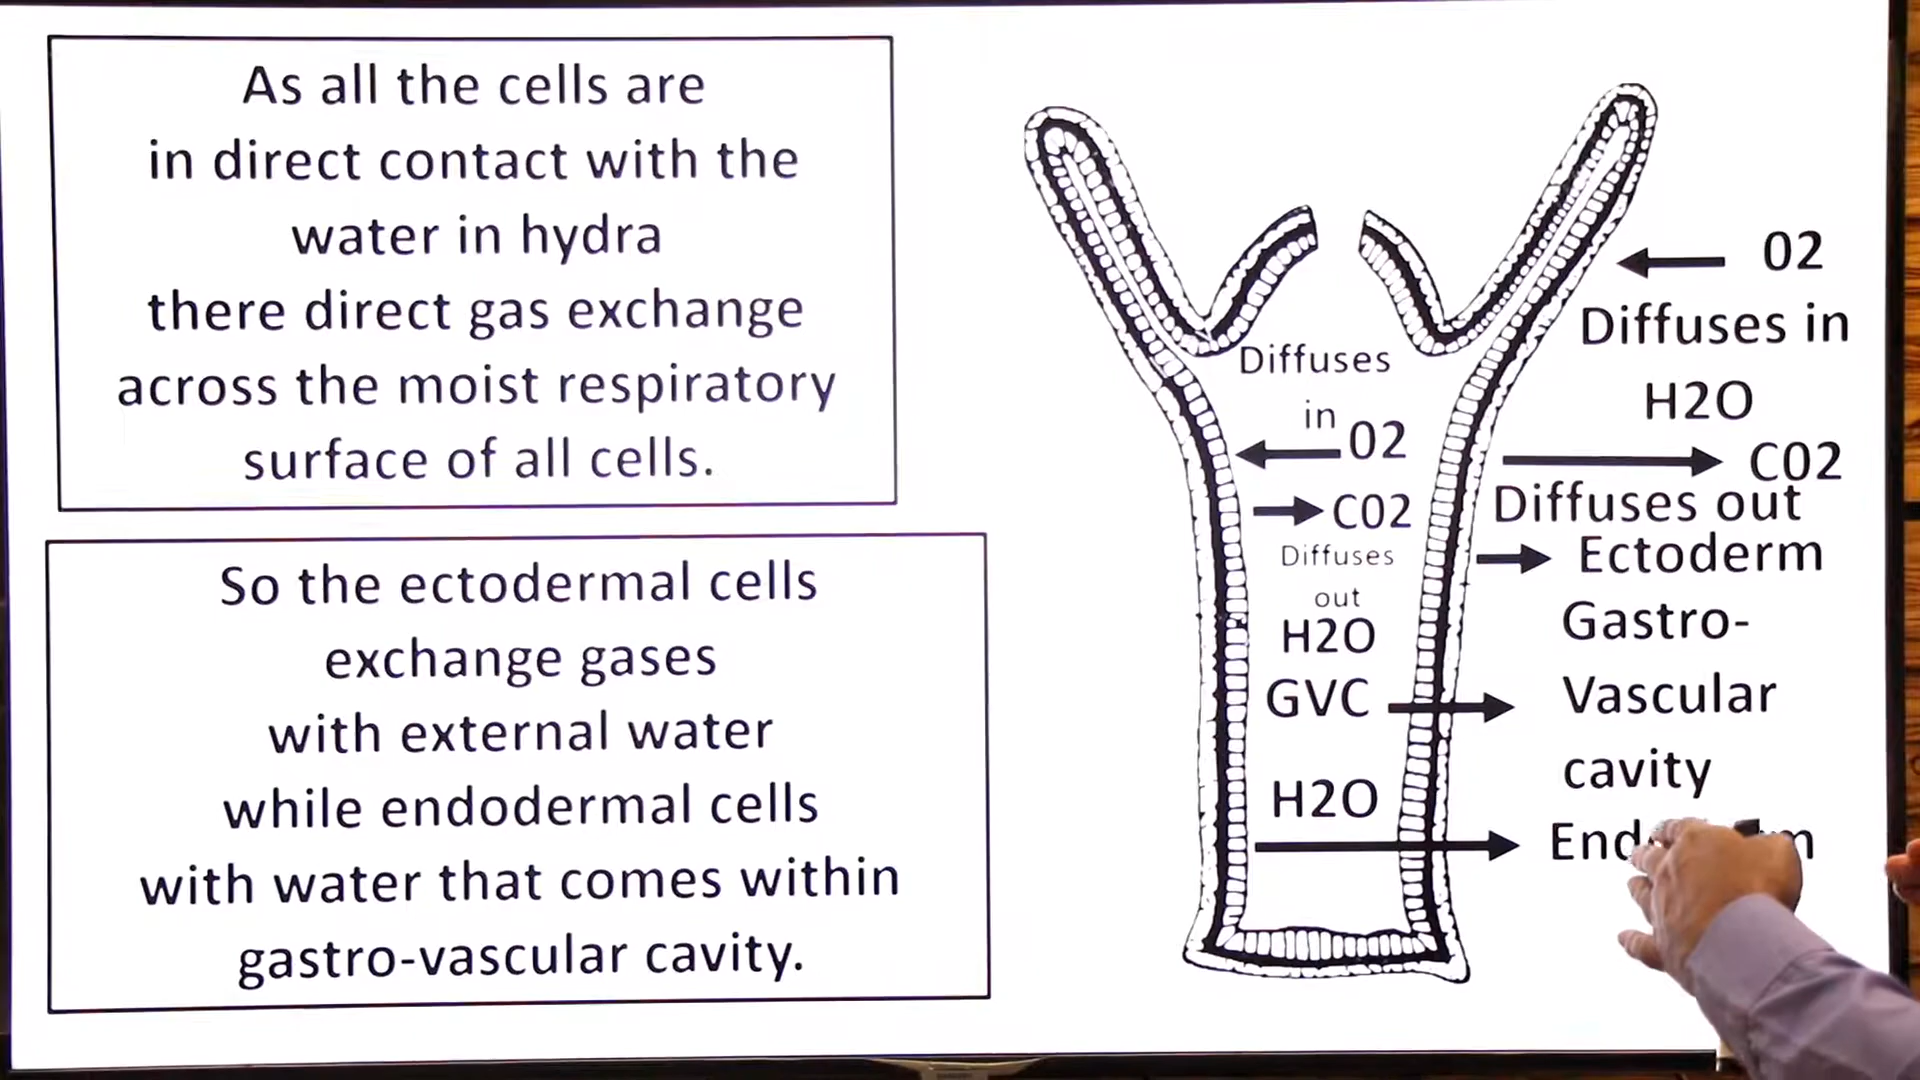 As all the cells are
in direct contact with the
water in hydra
there direct gas exchange
across the moist respiratory
surface of all cells.
So the ectodermal cells
exchange gases
with external water
while endodermal cells
with water that comes within
gastro-vascular cavity.
Diffuses
in
02
C02
Diffuses
out
H2O
GVC
H2O
02
Diffuses in
H2O
C02
Diffuses out
Ectoderm
Gastro-
Vascular
cavity